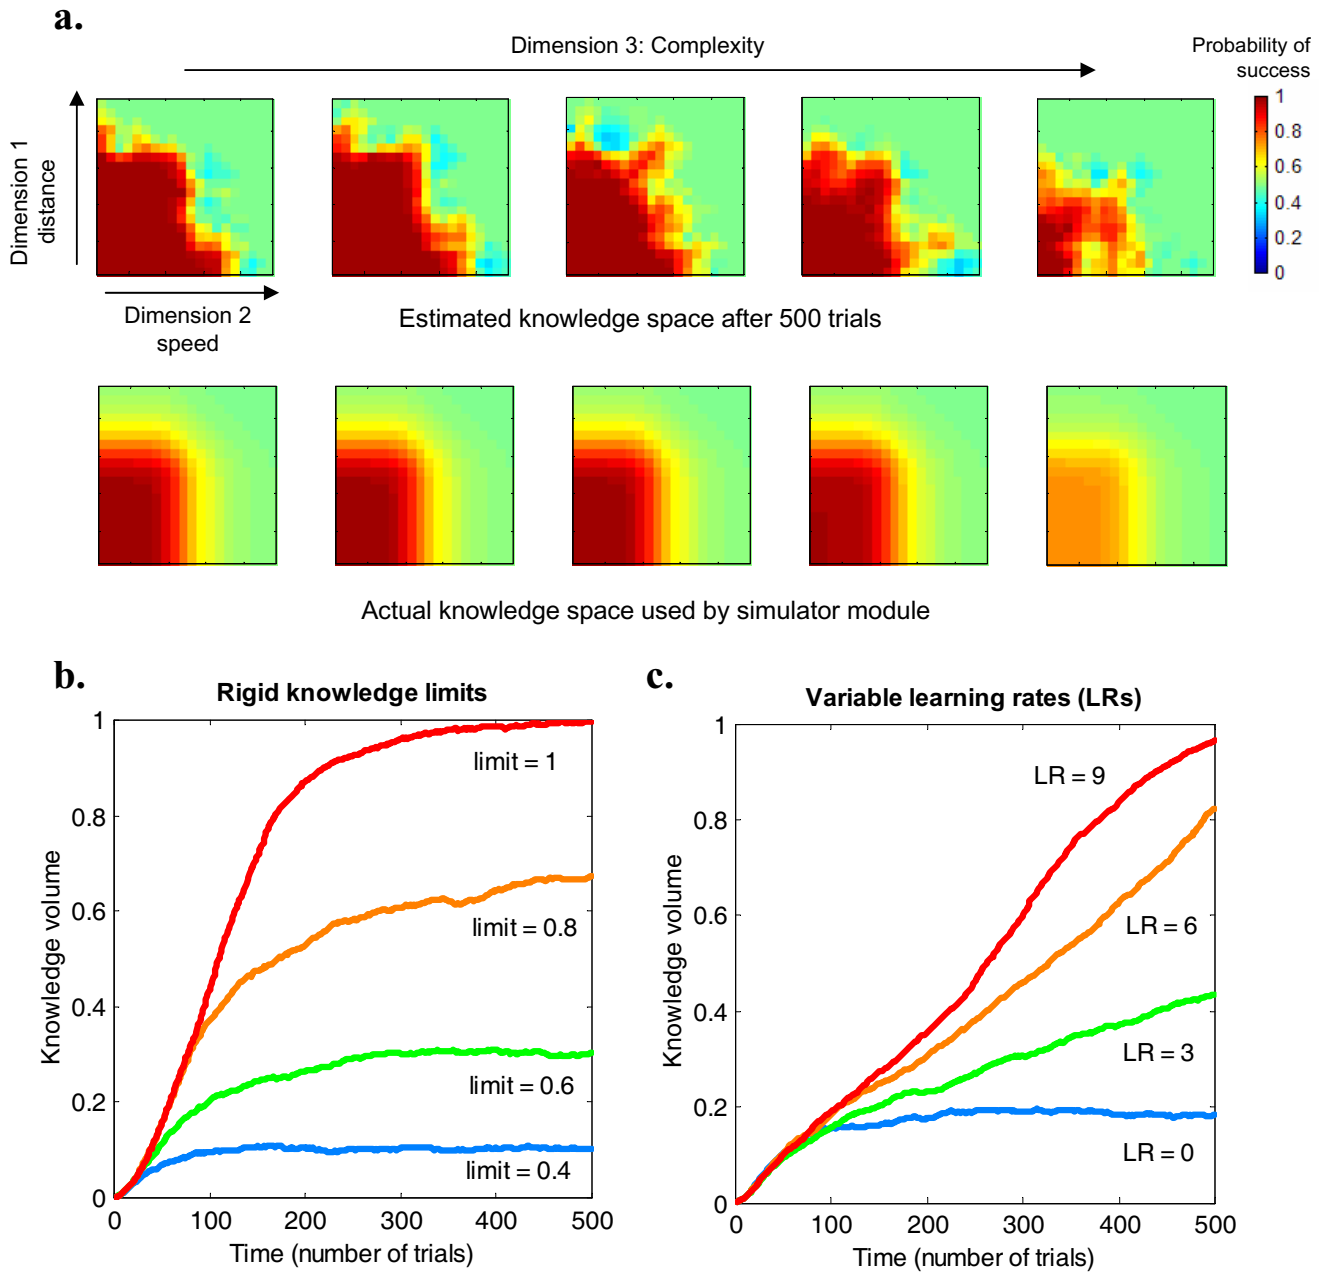 a.
Dimension 3: Complexity
Probability of
success
1
0.8
0.6
0.4
0.2
0
Dimension 1
distance
Dimension 2
speed
Estimated knowledge space after 500 trials
Actual knowledge space used by simulator module
b.
Rigid knowledge limits
1
0.8
0.6
0.4
0.2
0
Knowledge volume
limit = 1
limit = 0.8
limit = 0.6
limit = 0.4
0 100 200 300 400 500
Time (number of trials)
c.
Variable learning rates (LRs)
1
0.8
0.6
0.4
0.2
0
Knowledge volume
LR = 9
LR = 6
LR = 3
LR = 0
0 100 200 300 400 500
Time (number of trials)